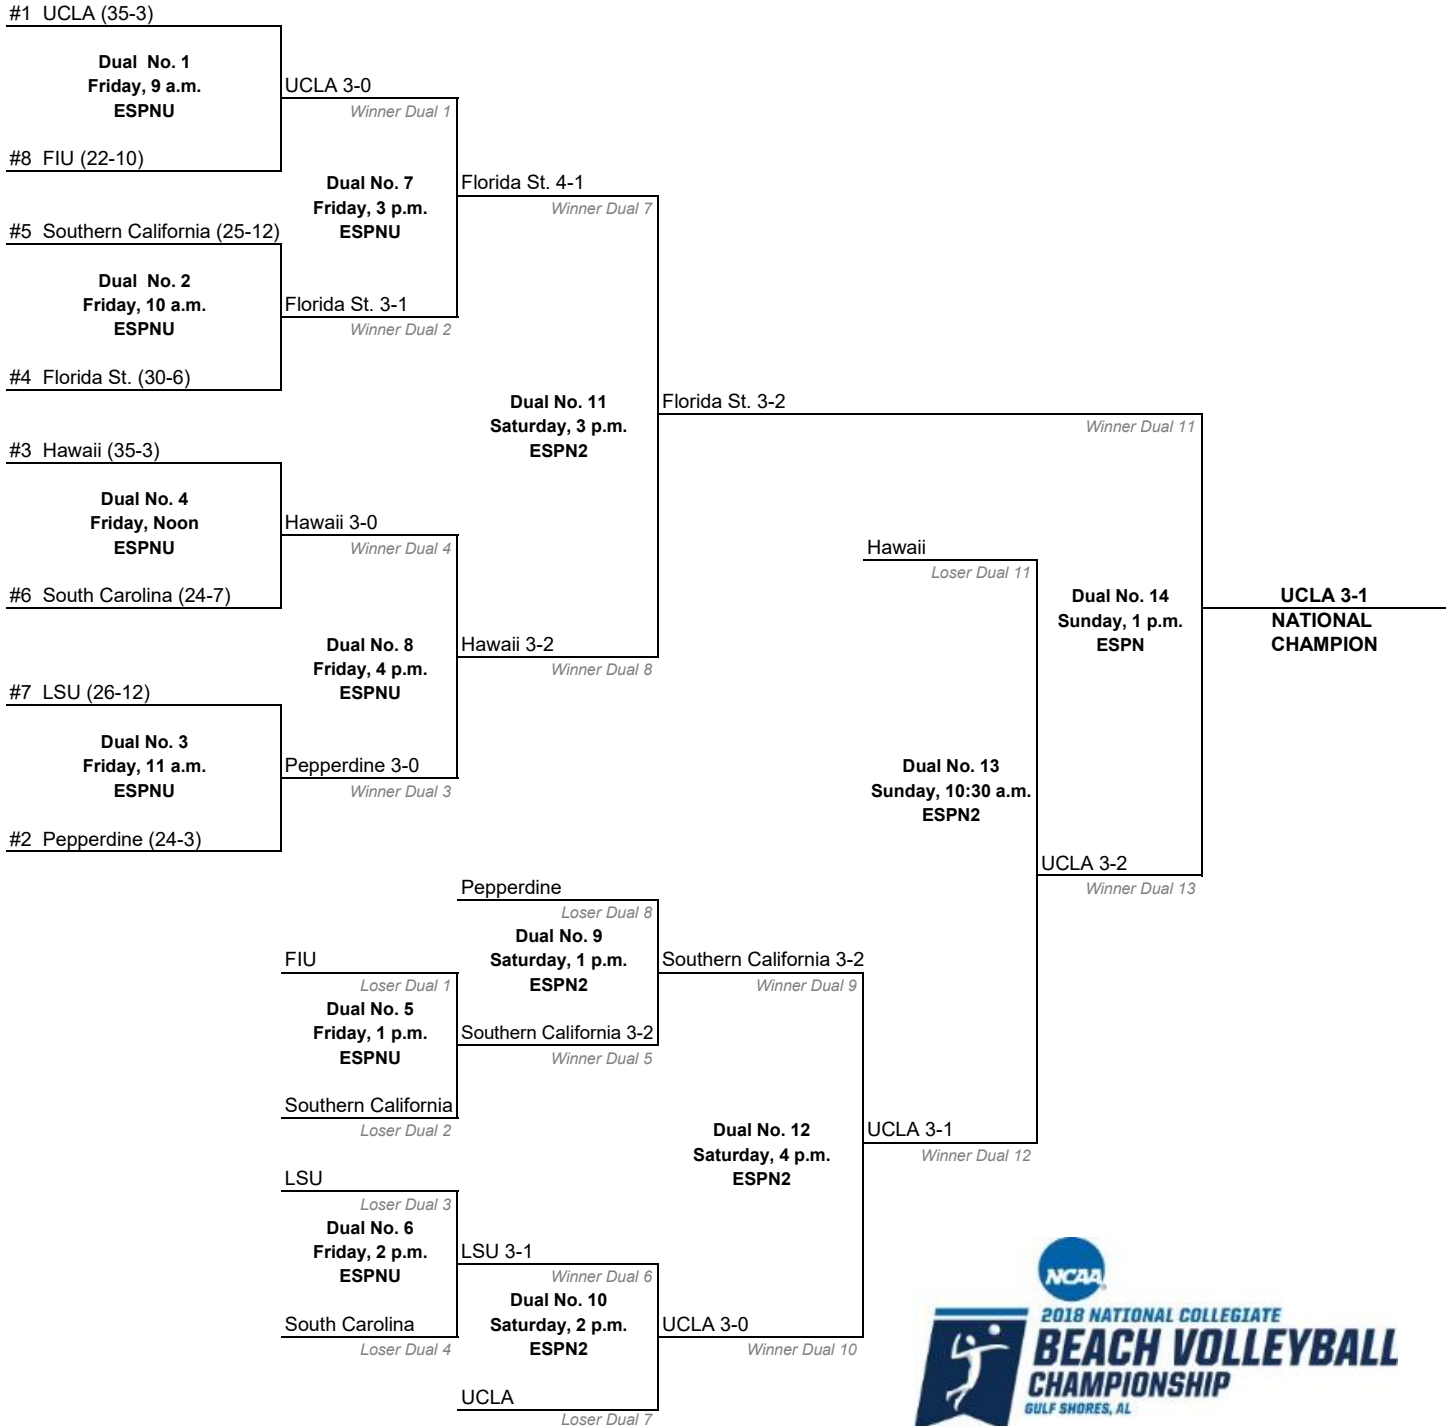 #1 UCLA (35-3)
Dual No. 1
Friday, 9 a.m.
ESPNU
UCLA 3-0
Winner Dual 1
#8 FIU (22-10)
Dual No. 7
Friday, 3 p.m.
ESPNU
Florida St. 4-1
Winner Dual 7
#5 Southern California (25-12)
Dual No. 2
Friday, 10 a.m.
ESPNU
Florida St. 3-1
Winner Dual 2
#4 Florida St. (30-6)
Dual No. 11
Saturday, 3 p.m.
ESPN2
Florida St. 3-2
Winner Dual 11
#3 Hawaii (35-3)
Dual No. 4
Friday, Noon
ESPNU
Hawaii 3-0
Winner Dual 4
#6 South Carolina (24-7)
Hawaii
Loser Dual 11
Dual No. 14
Sunday, 1 p.m.
ESPN
UCLA 3-1
NATIONAL
CHAMPION
Dual No. 8
Friday, 4 p.m.
ESPNU
Hawaii 3-2
Winner Dual 8
#7 LSU (26-12)
Dual No. 3
Friday, 11 a.m.
ESPNU
Pepperdine 3-0
Winner Dual 3
#2 Pepperdine (24-3)
Dual No. 13
Sunday, 10:30 a.m.
ESPN2
UCLA 3-2
Winner Dual 13
Pepperdine
Loser Dual 8
Dual No. 9
Saturday, 1 p.m.
ESPN2
Southern California 3-2
Winner Dual 9
FIU
Loser Dual 1
Dual No. 5
Friday, 1 p.m.
ESPNU
Southern California 3-2
Winner Dual 5
Southern California
Loser Dual 2
Dual No. 12
Saturday, 4 p.m.
ESPN2
UCLA 3-1
Winner Dual 12
LSU
Loser Dual 3
Dual No. 6
Friday, 2 p.m.
ESPNU
LSU 3-1
Winner Dual 6
South Carolina
Loser Dual 4
Dual No. 10
Saturday, 2 p.m.
ESPN2
UCLA 3-0
Winner Dual 10
UCLA
Loser Dual 7
NCAA
2018 NATIONAL COLLEGIATE
BEACH VOLLEYBALL
CHAMPIONSHIP
GULF SHORES, AL